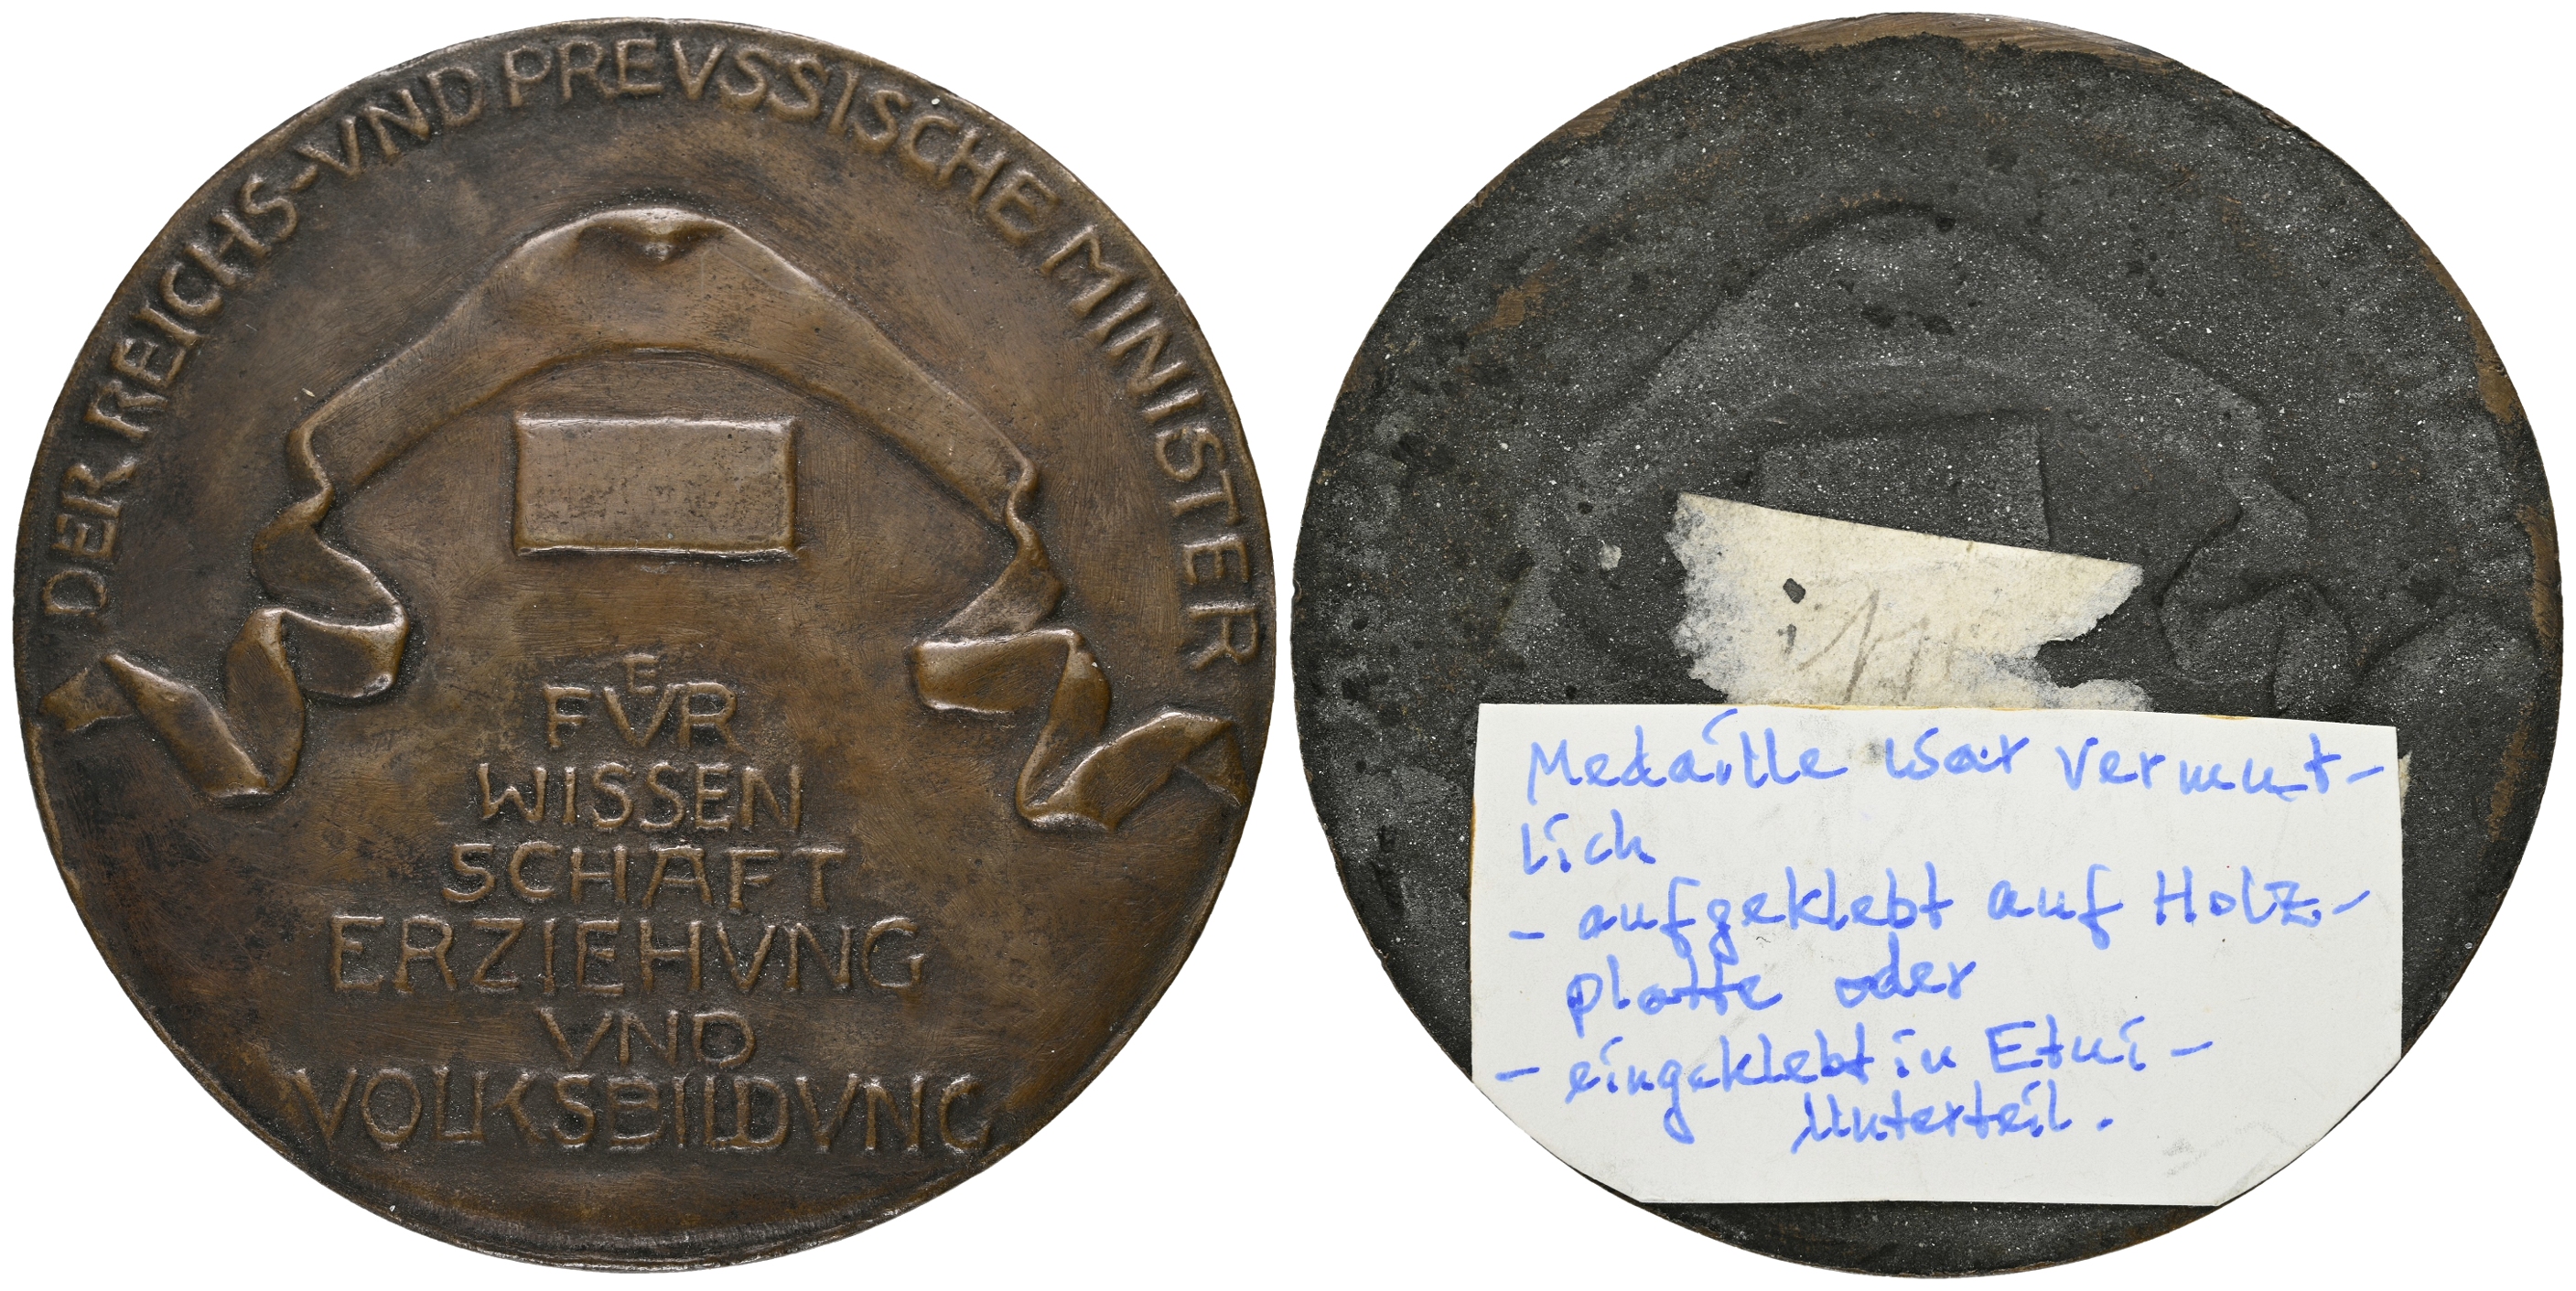 DER REICHS-VND PREVSSISCHE MINISTER
FVER
WISSEN
SCHAFT
ERZIEHVNG
VND
VOLKSBILDVNG
Medaille war vermut-
lich
- aufgeklebt auf Holz-
platte oder
- eingeklebt in Etui-
Unterteil.